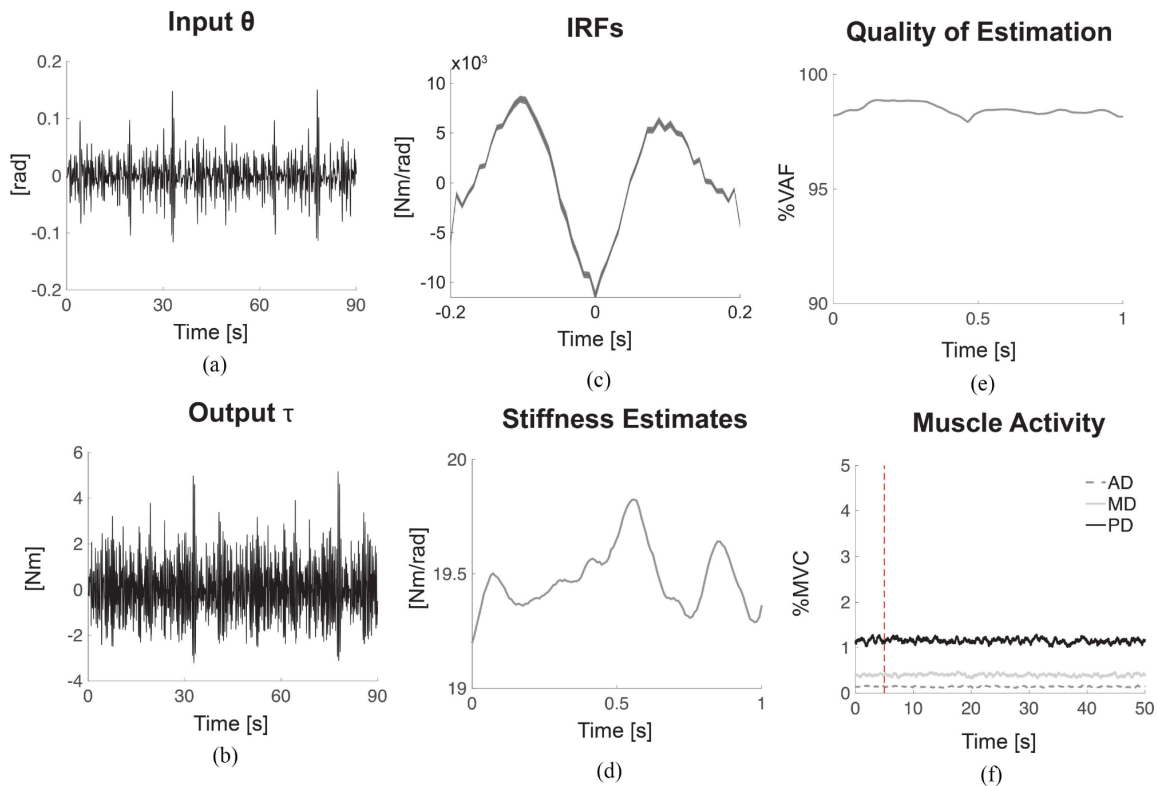 Input θ
0.2
0.1
0
-0.1
-0.2
[rad]
0
30
60
90
Time [s]
(a)
IRFs
x10³
10
5
0
-5
-10
[Nm/rad]
-0.2
0
0.2
Time [s]
(c)
Quality of Estimation
100
95
90
%VAF
0
0.5
1
Time [s]
(e)
Output τ
6
4
2
0
-2
-4
[Nm]
0
30
60
90
Time [s]
(b)
Stiffness Estimates
20
19.5
19
[Nm/rad]
0
0.5
1
Time [s]
(d)
Muscle Activity
5
4
3
2
1
0
%MVC
AD
MD
PD
0
10
20
30
40
50
Time [s]
(f)